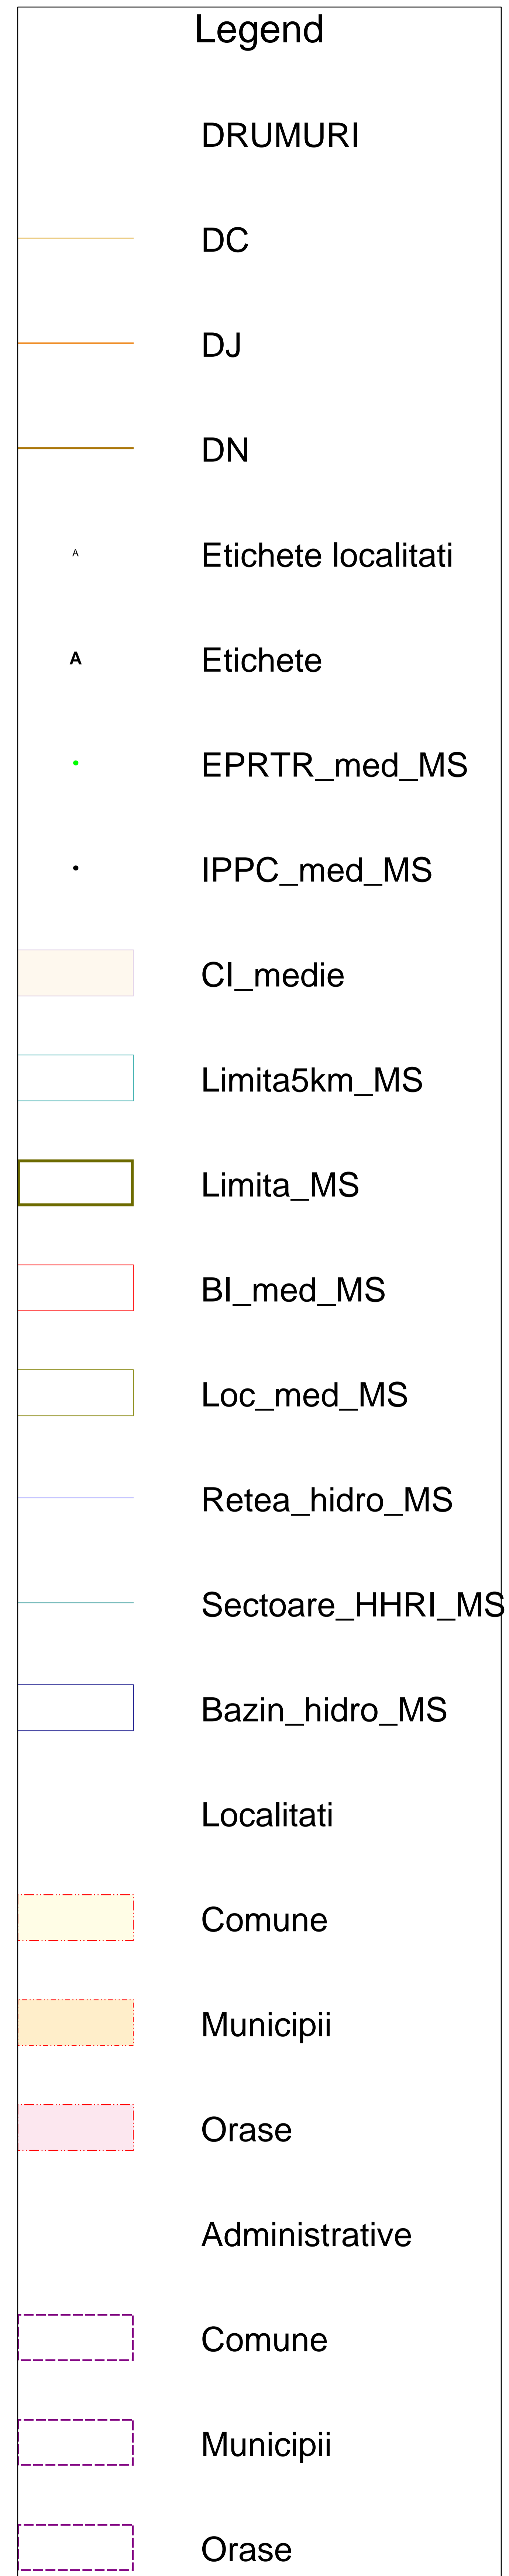 Legend
DRUMURI
DC
DJ
DN
A Etichete localitati
A Etichete
EPRTR_med_MS
IPPC_med_MS
CI_medie
Limita5km_MS
Limita_MS
BI_med_MS
Loc_med_MS
Retea_hidro_MS
Sectoare_HHRI_MS
Bazin_hidro_MS
Localitati
Comune
Municipii
Orase
Administrative
Comune
Municipii
Orase